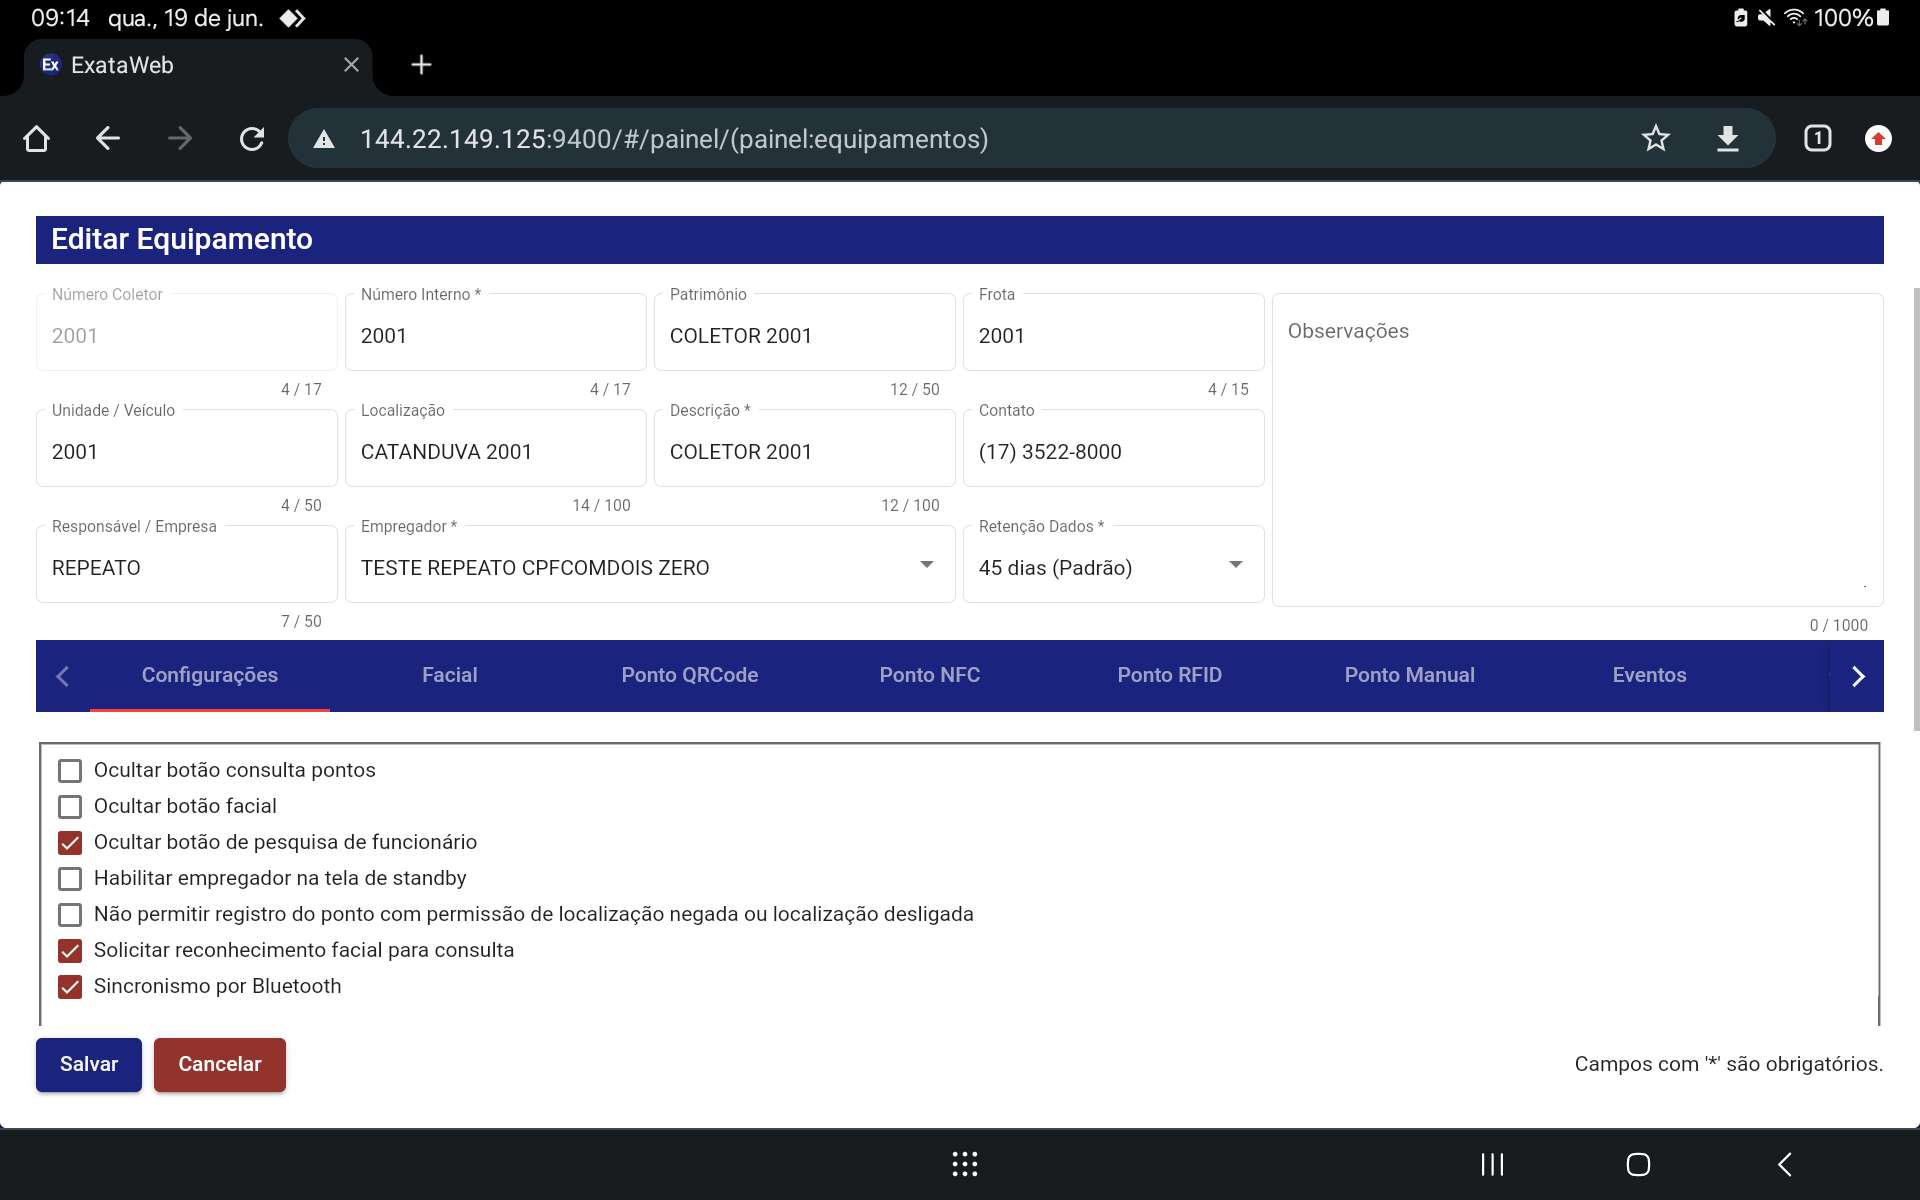 09:14 qua., 19 de jun.
100%
Ex ExataWeb
144.22.149.125:9400/#/painel/(painel:equipamentos)
1
Editar Equipamento
Número Coletor
2001
4 / 17
Número Interno *
2001
4 / 17
Patrimônio
COLETOR 2001
12 / 50
Frota
2001
4 / 15
Observações
0 / 1000
Unidade / Veículo
2001
4 / 50
Localização
CATANDUVA 2001
14 / 100
Descrição *
COLETOR 2001
12 / 100
Contato
(17) 3522-8000
Responsável / Empresa
REPEATO
7 / 50
Empregador *
TESTE REPEATO CPFCOMDOIS ZERO
Retenção Dados *
45 dias (Padrão)
Configurações
Facial
Ponto QRCode
Ponto NFC
Ponto RFID
Ponto Manual
Eventos
Ocultar botão consulta pontos
Ocultar botão facial
Ocultar botão de pesquisa de funcionário
Habilitar empregador na tela de standby
Não permitir registro do ponto com permissão de localização negada ou localização desligada
Solicitar reconhecimento facial para consulta
Sincronismo por Bluetooth
Salvar
Cancelar
Campos com '*' são obrigatórios.